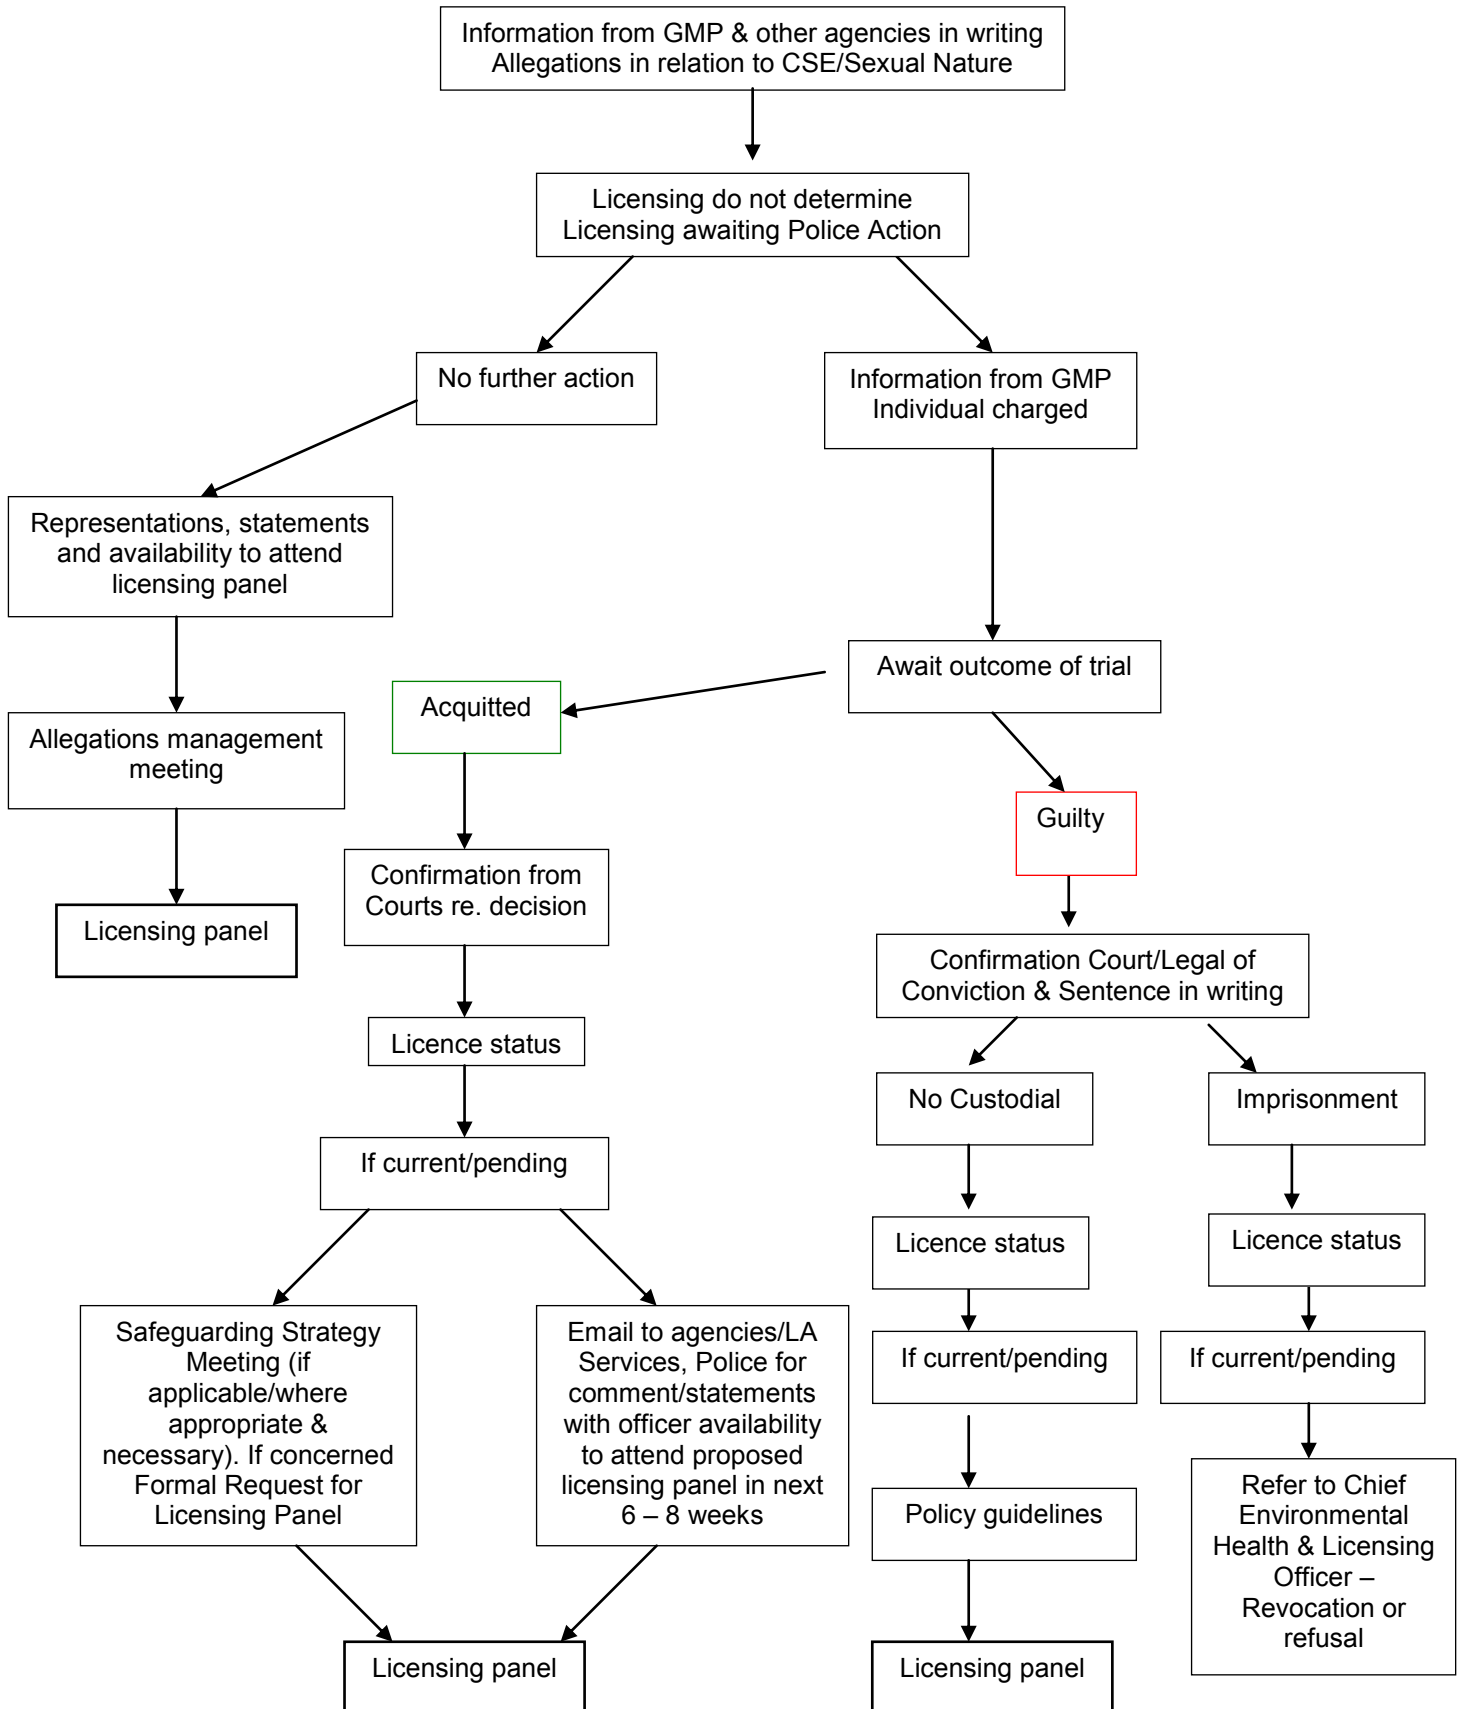 Information from GMP & other agencies in writing
Allegations in relation to CSE/Sexual Nature
Licensing do not determine
Licensing awaiting Police Action
No further action
Information from GMP
Individual charged
Representations, statements
and availability to attend
licensing panel
Await outcome of trial
Acquitted
Allegations management
meeting
Guilty
Confirmation from
Courts re. decision
Licensing panel
Confirmation Court/Legal of
Conviction & Sentence in writing
Licence status
No Custodial
Imprisonment
If current/pending
Licence status
Licence status
Safeguarding Strategy
Meeting (if
applicable/where
appropriate &
necessary). If concerned
Formal Request for
Licensing Panel
Email to agencies/LA
Services, Police for
comment/statements
with officer availability
to attend proposed
licensing panel in next
6 – 8 weeks
If current/pending
If current/pending
Policy guidelines
Refer to Chief
Environmental
Health & Licensing
Officer –
Revocation or
refusal
Licensing panel
Licensing panel